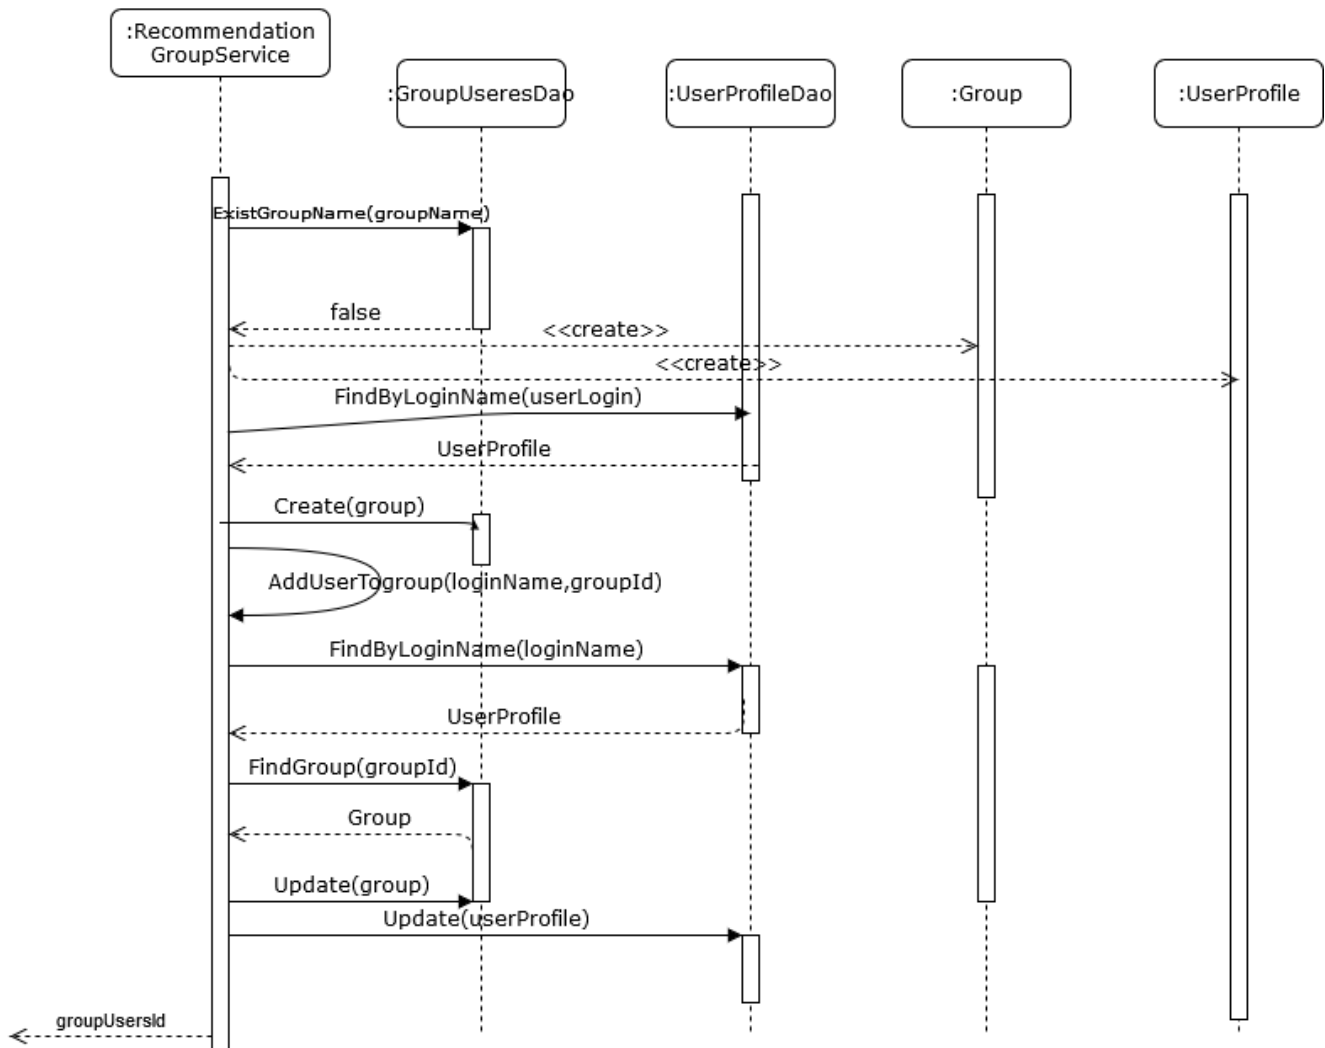 :Recommendation
GroupService
:GroupUseresDao
:UserProfileDao
:Group
:UserProfile
ExistGroupName(groupName)
false
<<create>>
<<create>>
FindByLoginName(userLogin)
UserProfile
Create(group)
AddUserTogroup(loginName,groupId)
FindByLoginName(loginName)
UserProfile
FindGroup(groupId)
Group
Update(group)
Update(userProfile)
groupUsersId